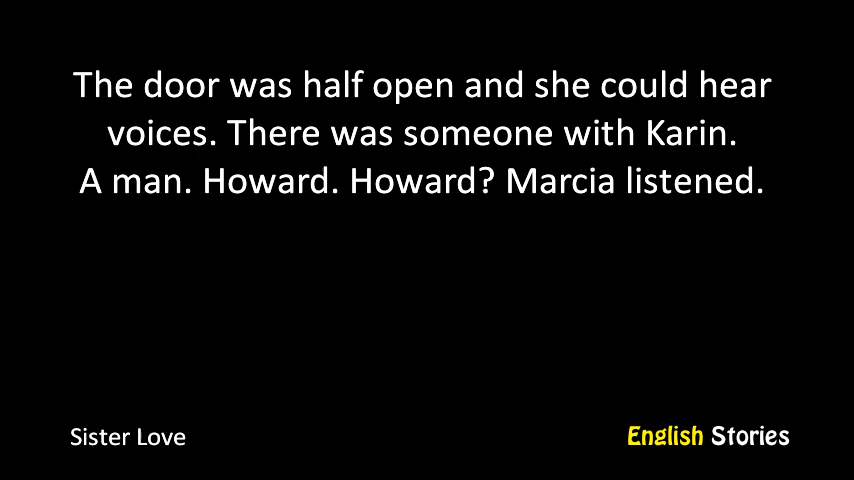 The door was half open and she could hear
voices. There was someone with Karin.
A man. Howard. Howard? Marcia listened.
Sister Love
English Stories